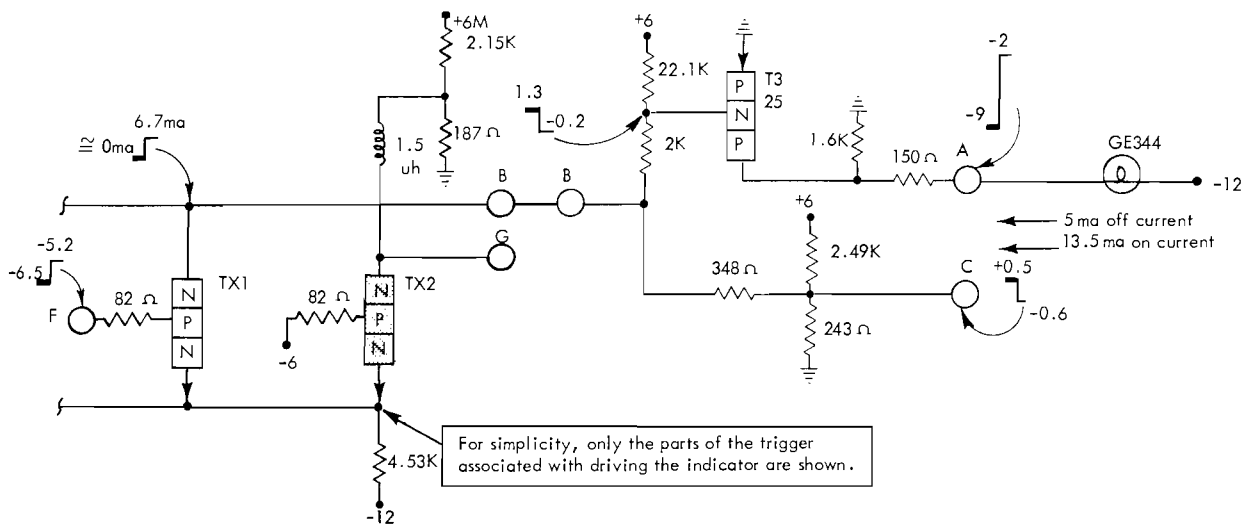 +6M
2.15K
+6
-2
22.1K
P
N
P
T3
25
1.3
-0.2
-9
6.7ma
≅ 0ma
187 Ω
1.5
uh
2K
1.6K
150 Ω
A
GE344
-12
B
B
G
+6
5ma off current
13.5 ma on current
-5.2
-6.5
2.49K
C
+0.5
-0.6
TX1
TX2
348 Ω
F
82 Ω
N
P
N
82 Ω
N
P
N
243 Ω
-6
For simplicity, only the parts of the trigger
associated with driving the indicator are shown.
4.53K
-12